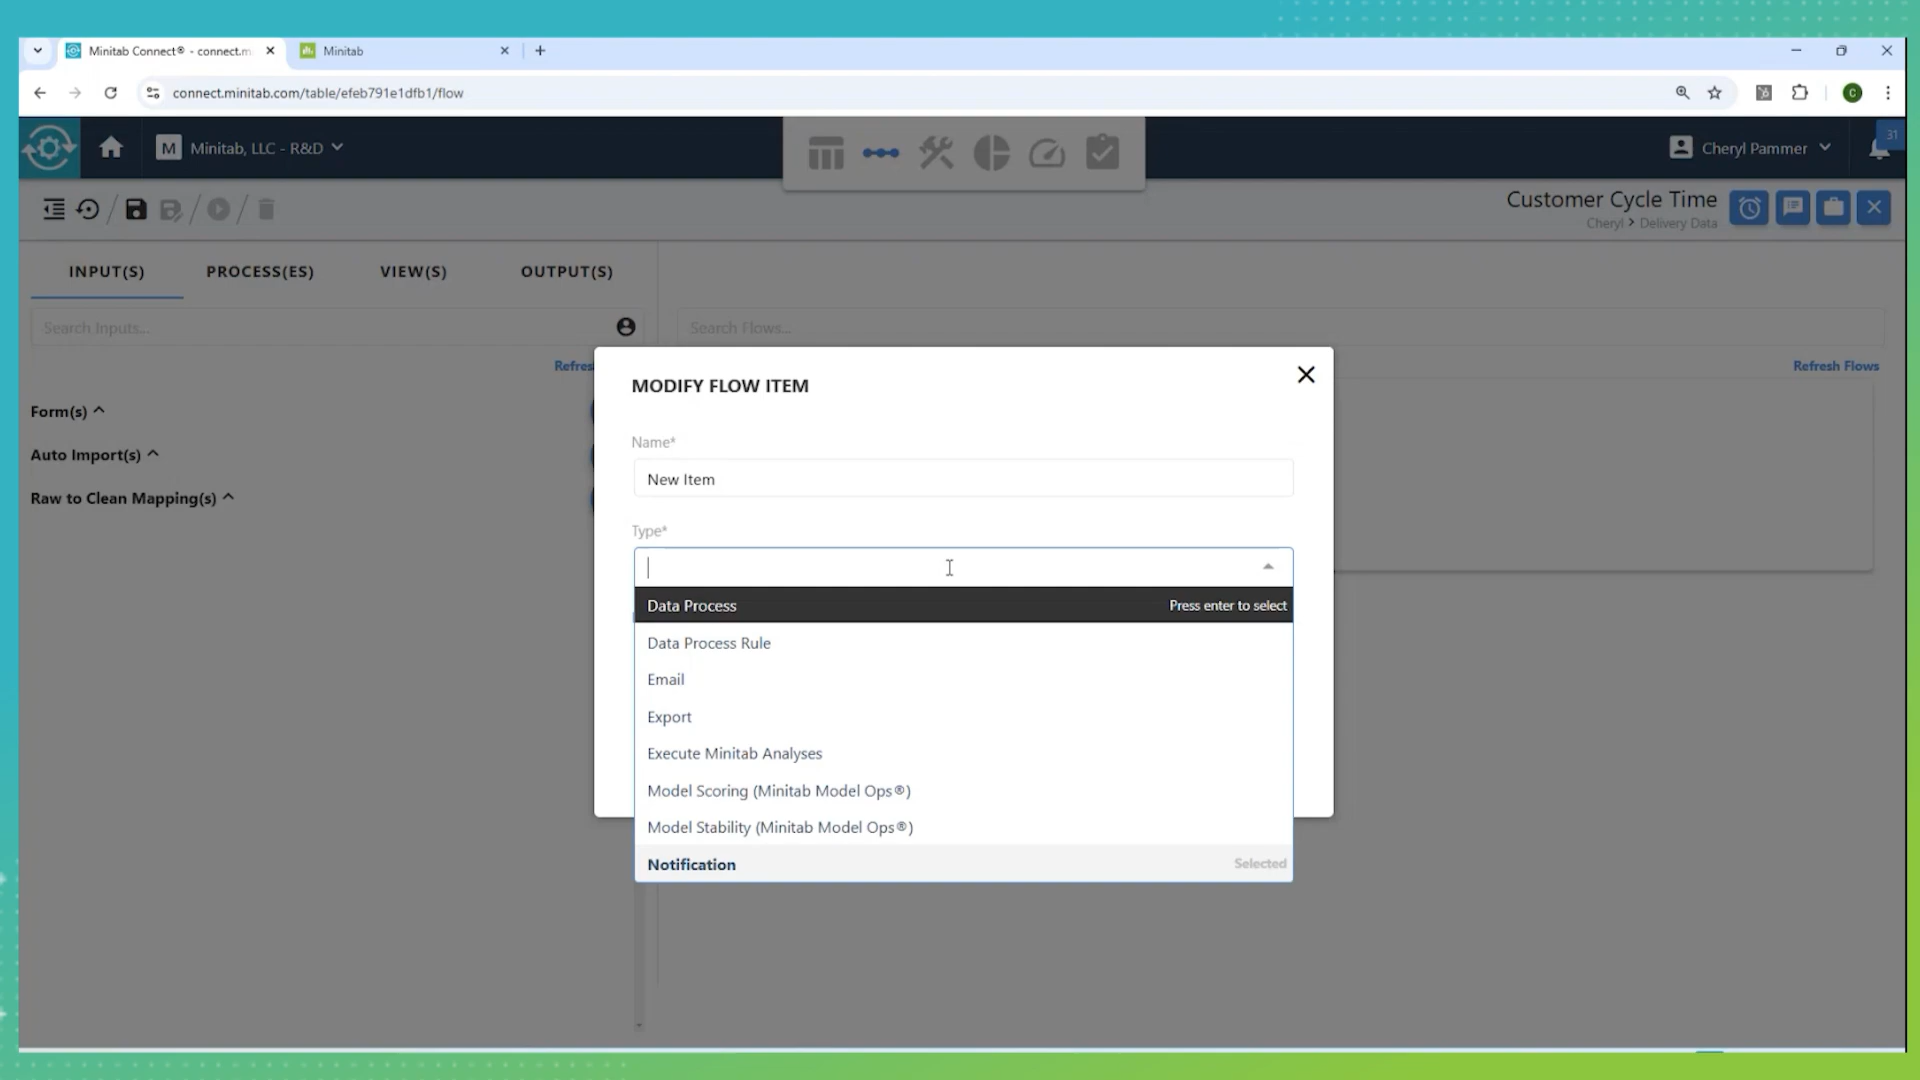 Minitab Connect® - connect.m
Minitab
connect.minitab.com/table/efeb791e1dfb1/flow
C
M Minitab, LLC - R&D
Cheryl Pammer
31
Customer Cycle Time
Cheryl > Delivery Data
INPUT(S) PROCESS(ES) VIEW(S) OUTPUT(S)
Search Inputs...
Search Flows...
Refres
Refresh Flows
Form(s)
Auto Import(s)
Raw to Clean Mapping(s)
MODIFY FLOW ITEM
Name*
New Item
Type*
Data Process Press enter to select
Data Process Rule
Email
Export
Execute Minitab Analyses
Model Scoring (Minitab Model Ops®)
Model Stability (Minitab Model Ops®)
Notification Selected